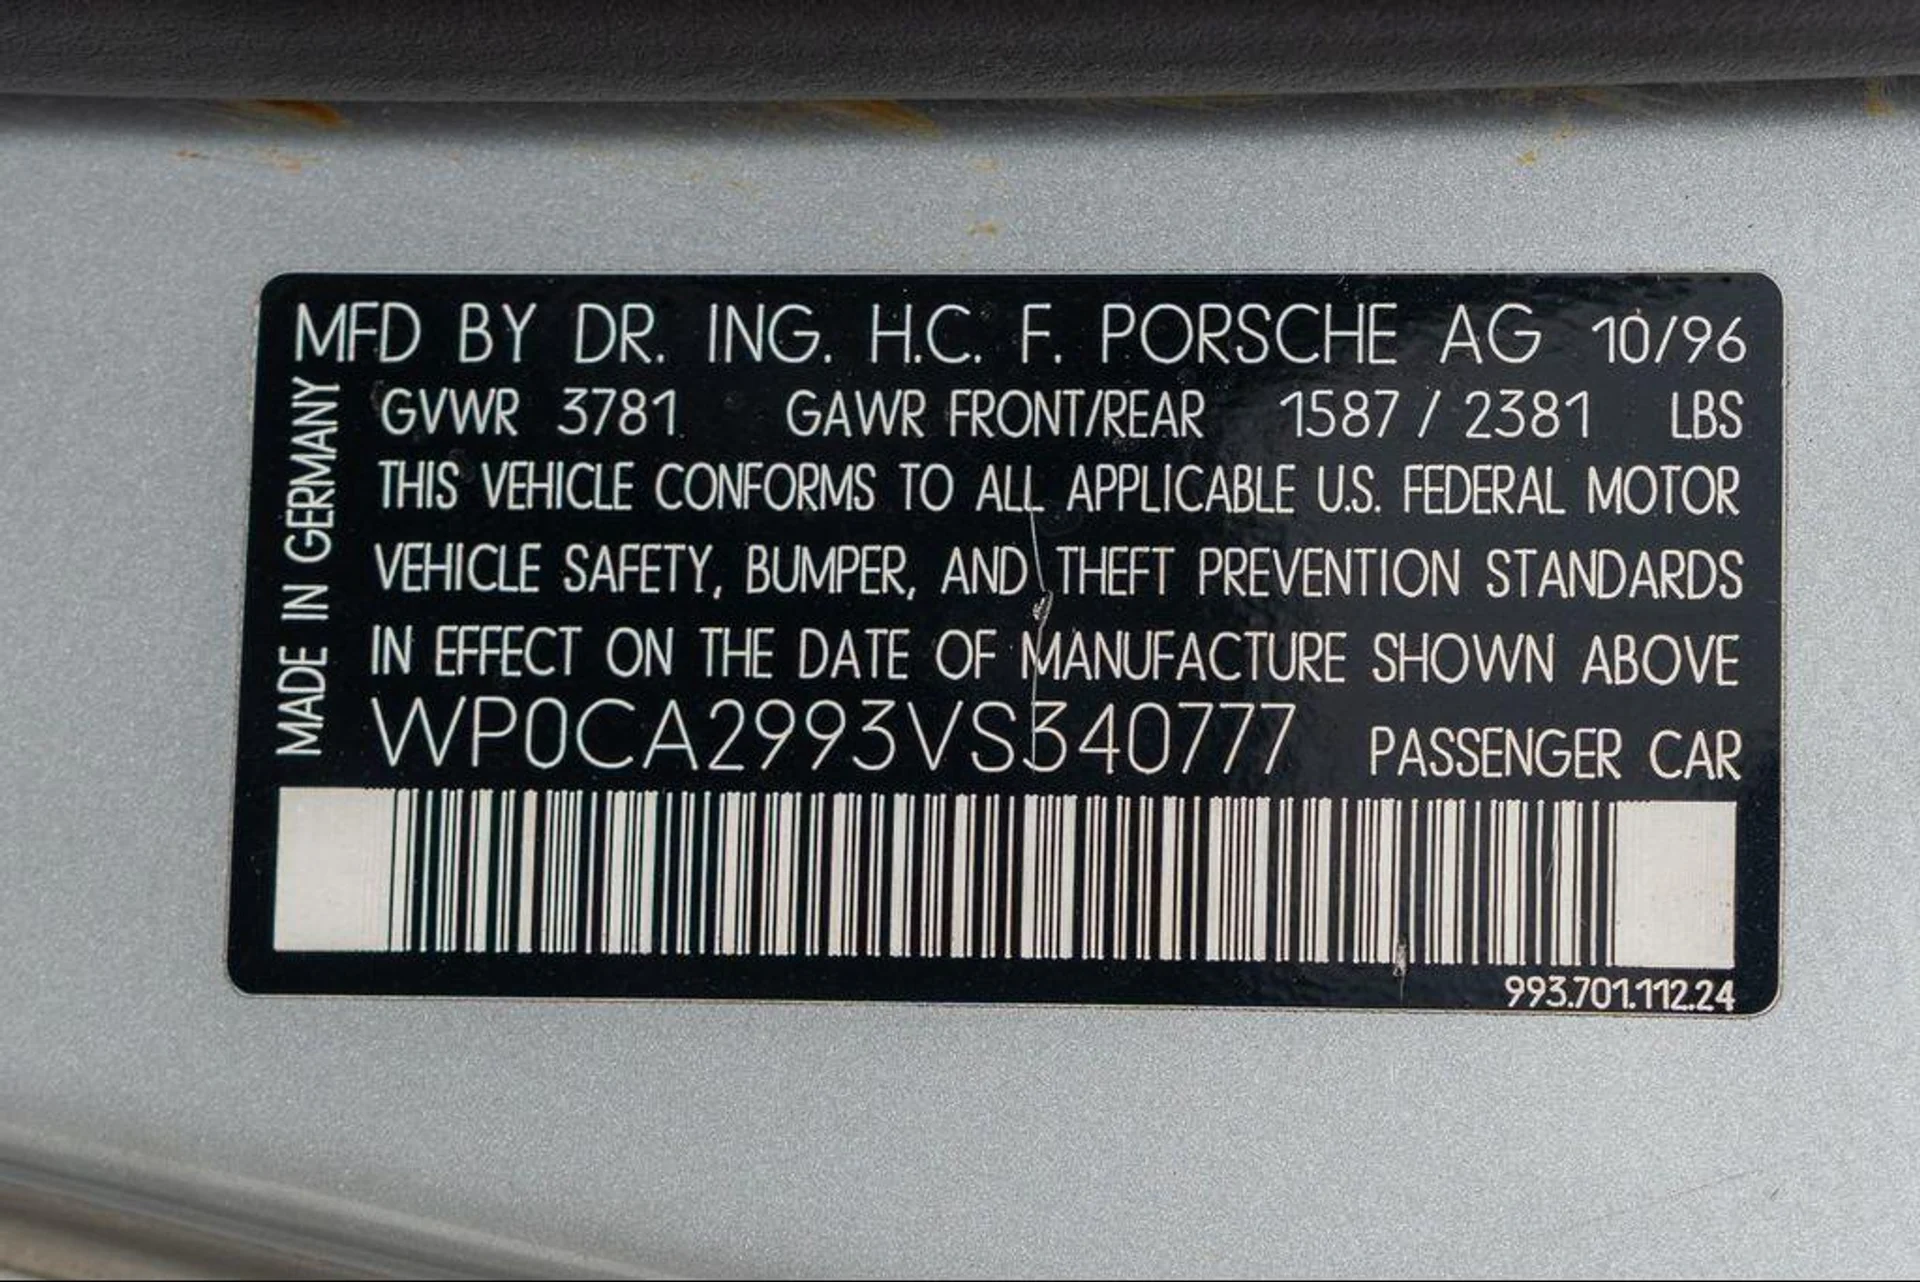 MFD BY DR. ING. H.C. F. PORSCHE AG 10/96
GVWR 3781 GAWR FRONT/REAR 1587 / 2381 LBS
THIS VEHICLE CONFORMS TO ALL APPLICABLE U.S. FEDERAL MOTOR
VEHICLE SAFETY, BUMPER, AND THEFT PREVENTION STANDARDS
IN EFFECT ON THE DATE OF MANUFACTURE SHOWN ABOVE
WP0CA2993VS340777 PASSENGER CAR
MADE IN GERMANY
993.701.112.24